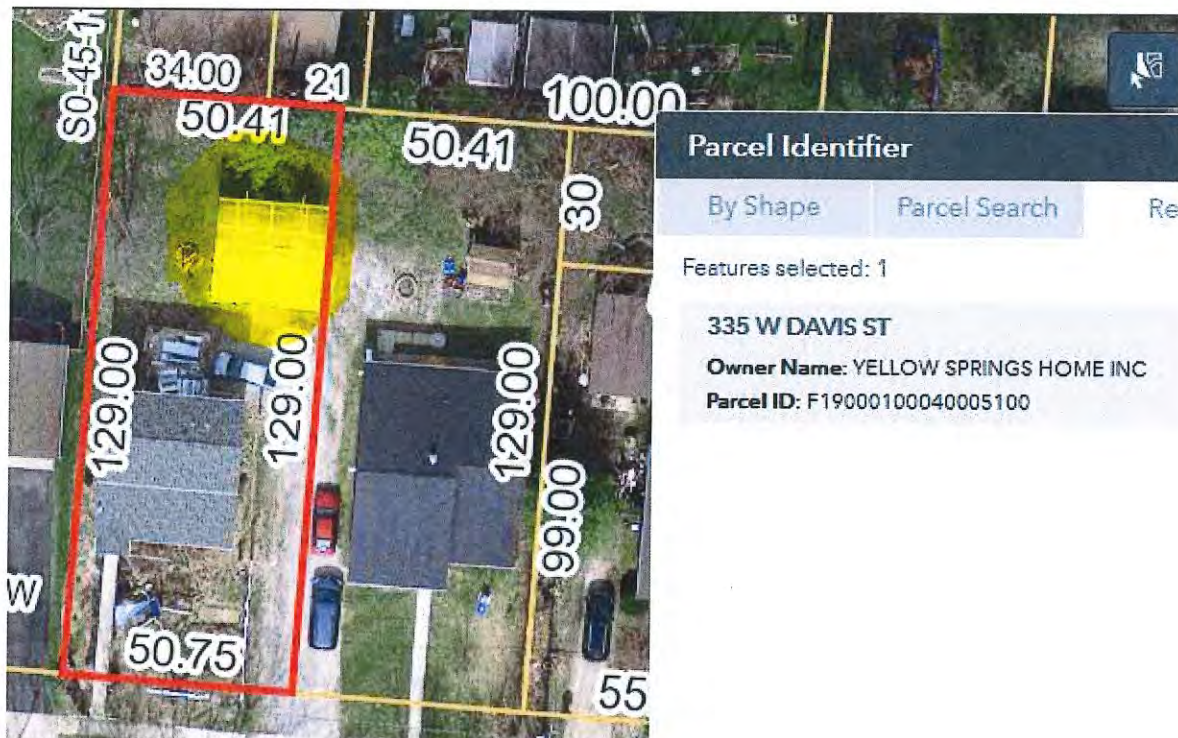 S0-45-1
34.00
21
50.41
50.41
100.00
30
129.00
129.00
129.00
99.00
W
50.75
55
Parcel Identifier
By Shape
Parcel Search
Re
Features selected: 1
335 W DAVIS ST
Owner Name: YELLOW SPRINGS HOME INC
Parcel ID: F19000100040005100